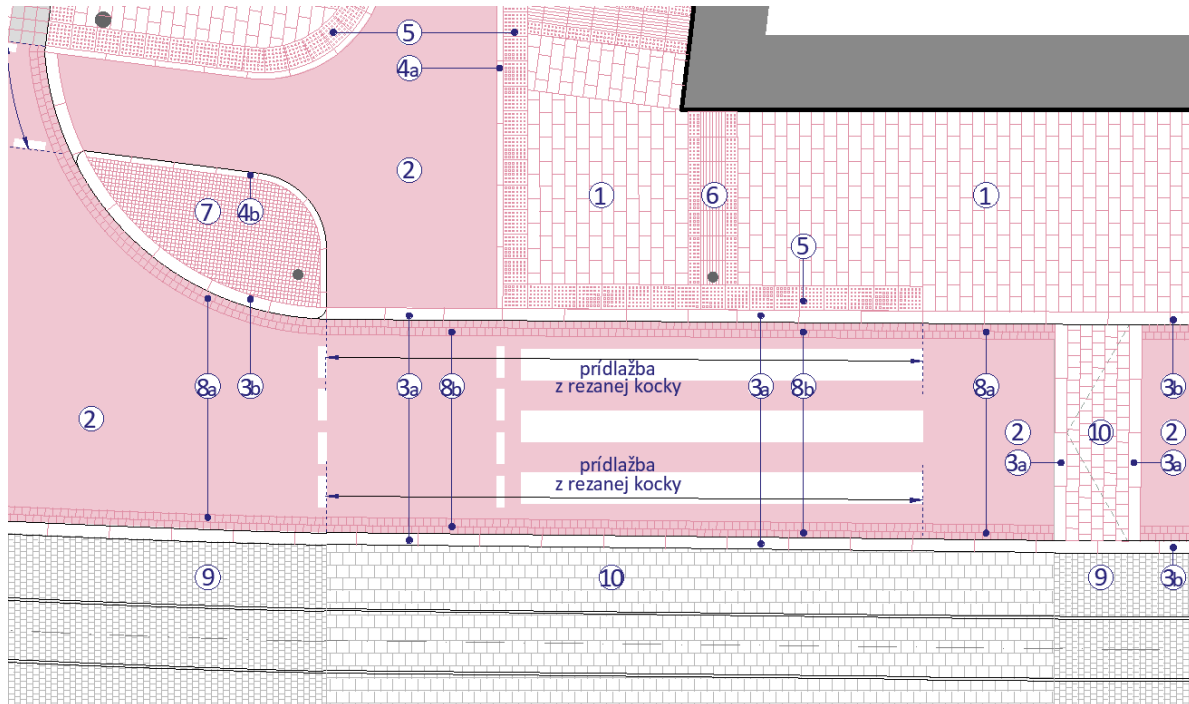 5
4a
2
1
6
1
7
4b
5
prídlažba
z rezanej kocky
8a
3b
3a
8b
3a
8b
8a
3b
2
2
10
2
3a
3a
prídlažba
z rezanej kocky
9
10
9
3b